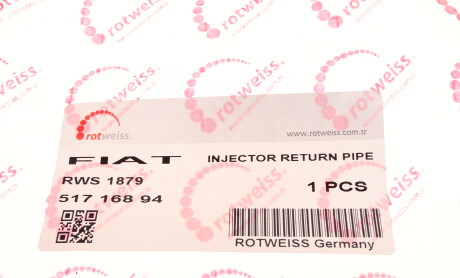 rotweiss.
www.rotweiss.com.tr
FIAT
INJECTOR RETURN PIPE
RWS 1879
1 PCS
517 168 94
ROTWEISS Germany